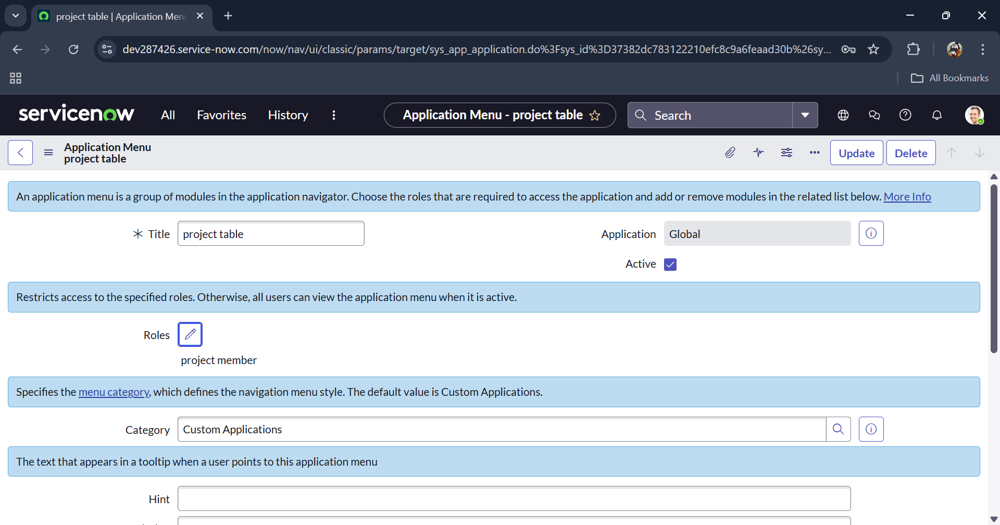 project table | Application Men
dev287426.service-now.com/now/nav/ui/classic/params/target/sys_app_application.do%3Fsys_id%3D37382dc783122210efc8c9a6feaad30b%26sy...
All Bookmarks
servicenow
All
Favorites
History
Application Menu - project table
Search
Application Menu
project table
Update
Delete
An application menu is a group of modules in the application navigator. Choose the roles that are required to access the application and add or remove modules in the related list below. More Info
Title
project table
Application
Global
Active
Restricts access to the specified roles. Otherwise, all users can view the application menu when it is active.
Roles
project member
Specifies the menu category, which defines the navigation menu style. The default value is Custom Applications.
Category
Custom Applications
The text that appears in a tooltip when a user points to this application menu
Hint